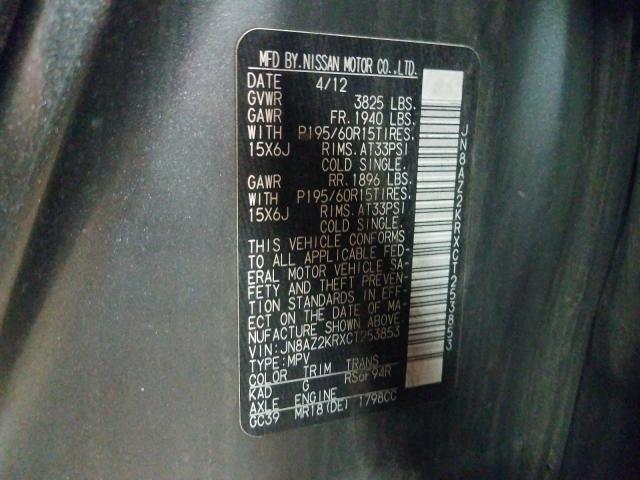 MFD BY.NISSAN MOTOR CO.,LTD.
DATE 4/12
GVWR 3825 LBS.
GAWR FR.1940 LBS.
WITH P195/60R15TIRES.
15X6J RIMS.AT33PSI
COLD SINGLE.
GAWR RR.1896 LBS.
WITH P195/60R15TIRES.
15X6J RIMS.AT33PSI
COLD SINGLE.
THIS VEHICLE CONFORMS
TO ALL APPLICABLE FED-
ERAL MOTOR VEHICLE SA-
FETY AND THEFT PREVEN-
TION STANDARDS IN EFF-
ECT ON THE DATE OF MA-
NUFACTURE SHOWN ABOVE.
VIN:JN8AZ2KRXCT253853
TYPE:MPV
COLOR TRIM TRANS
KAD G RS6F94R
AXLE ENGINE
GC39 MR18(DE) 1798CC
JN8AZ2KRXCT253853